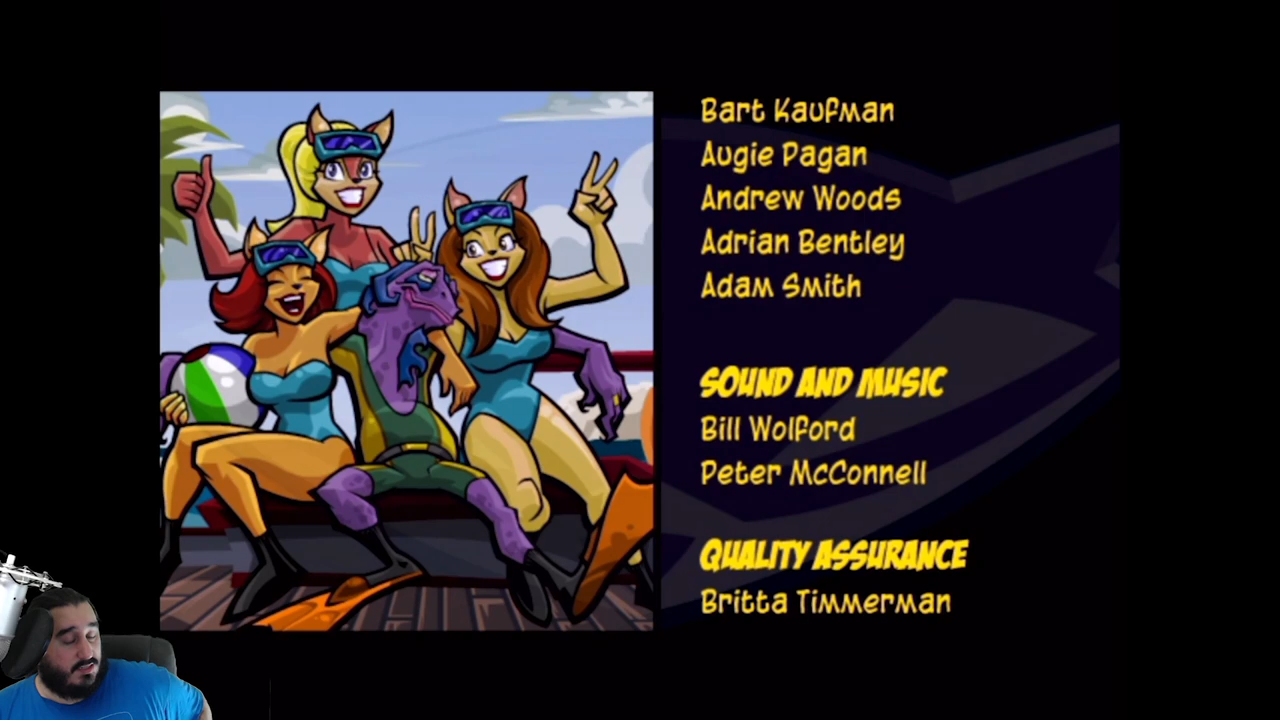 Bart Kaufman
Augie Pagan
Andrew Woods
Adrian Bentley
Adam Smith
SOUND AND MUSIC
Bill Wolford
Peter McConnell
QUALITY ASSURANCE
Britta Timmerman